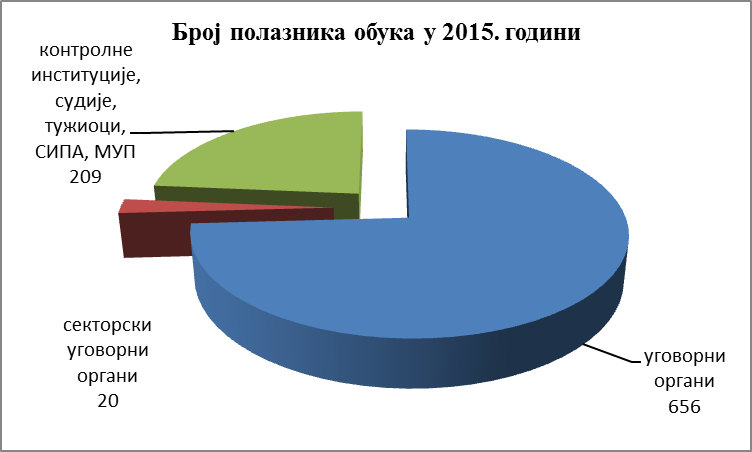 Број полазника обука у 2015. години
контролне
институције,
судије,
тужиоци,
СИПА, МУП
209
секторски
уговорни
органи
20
уговорни
органи
656